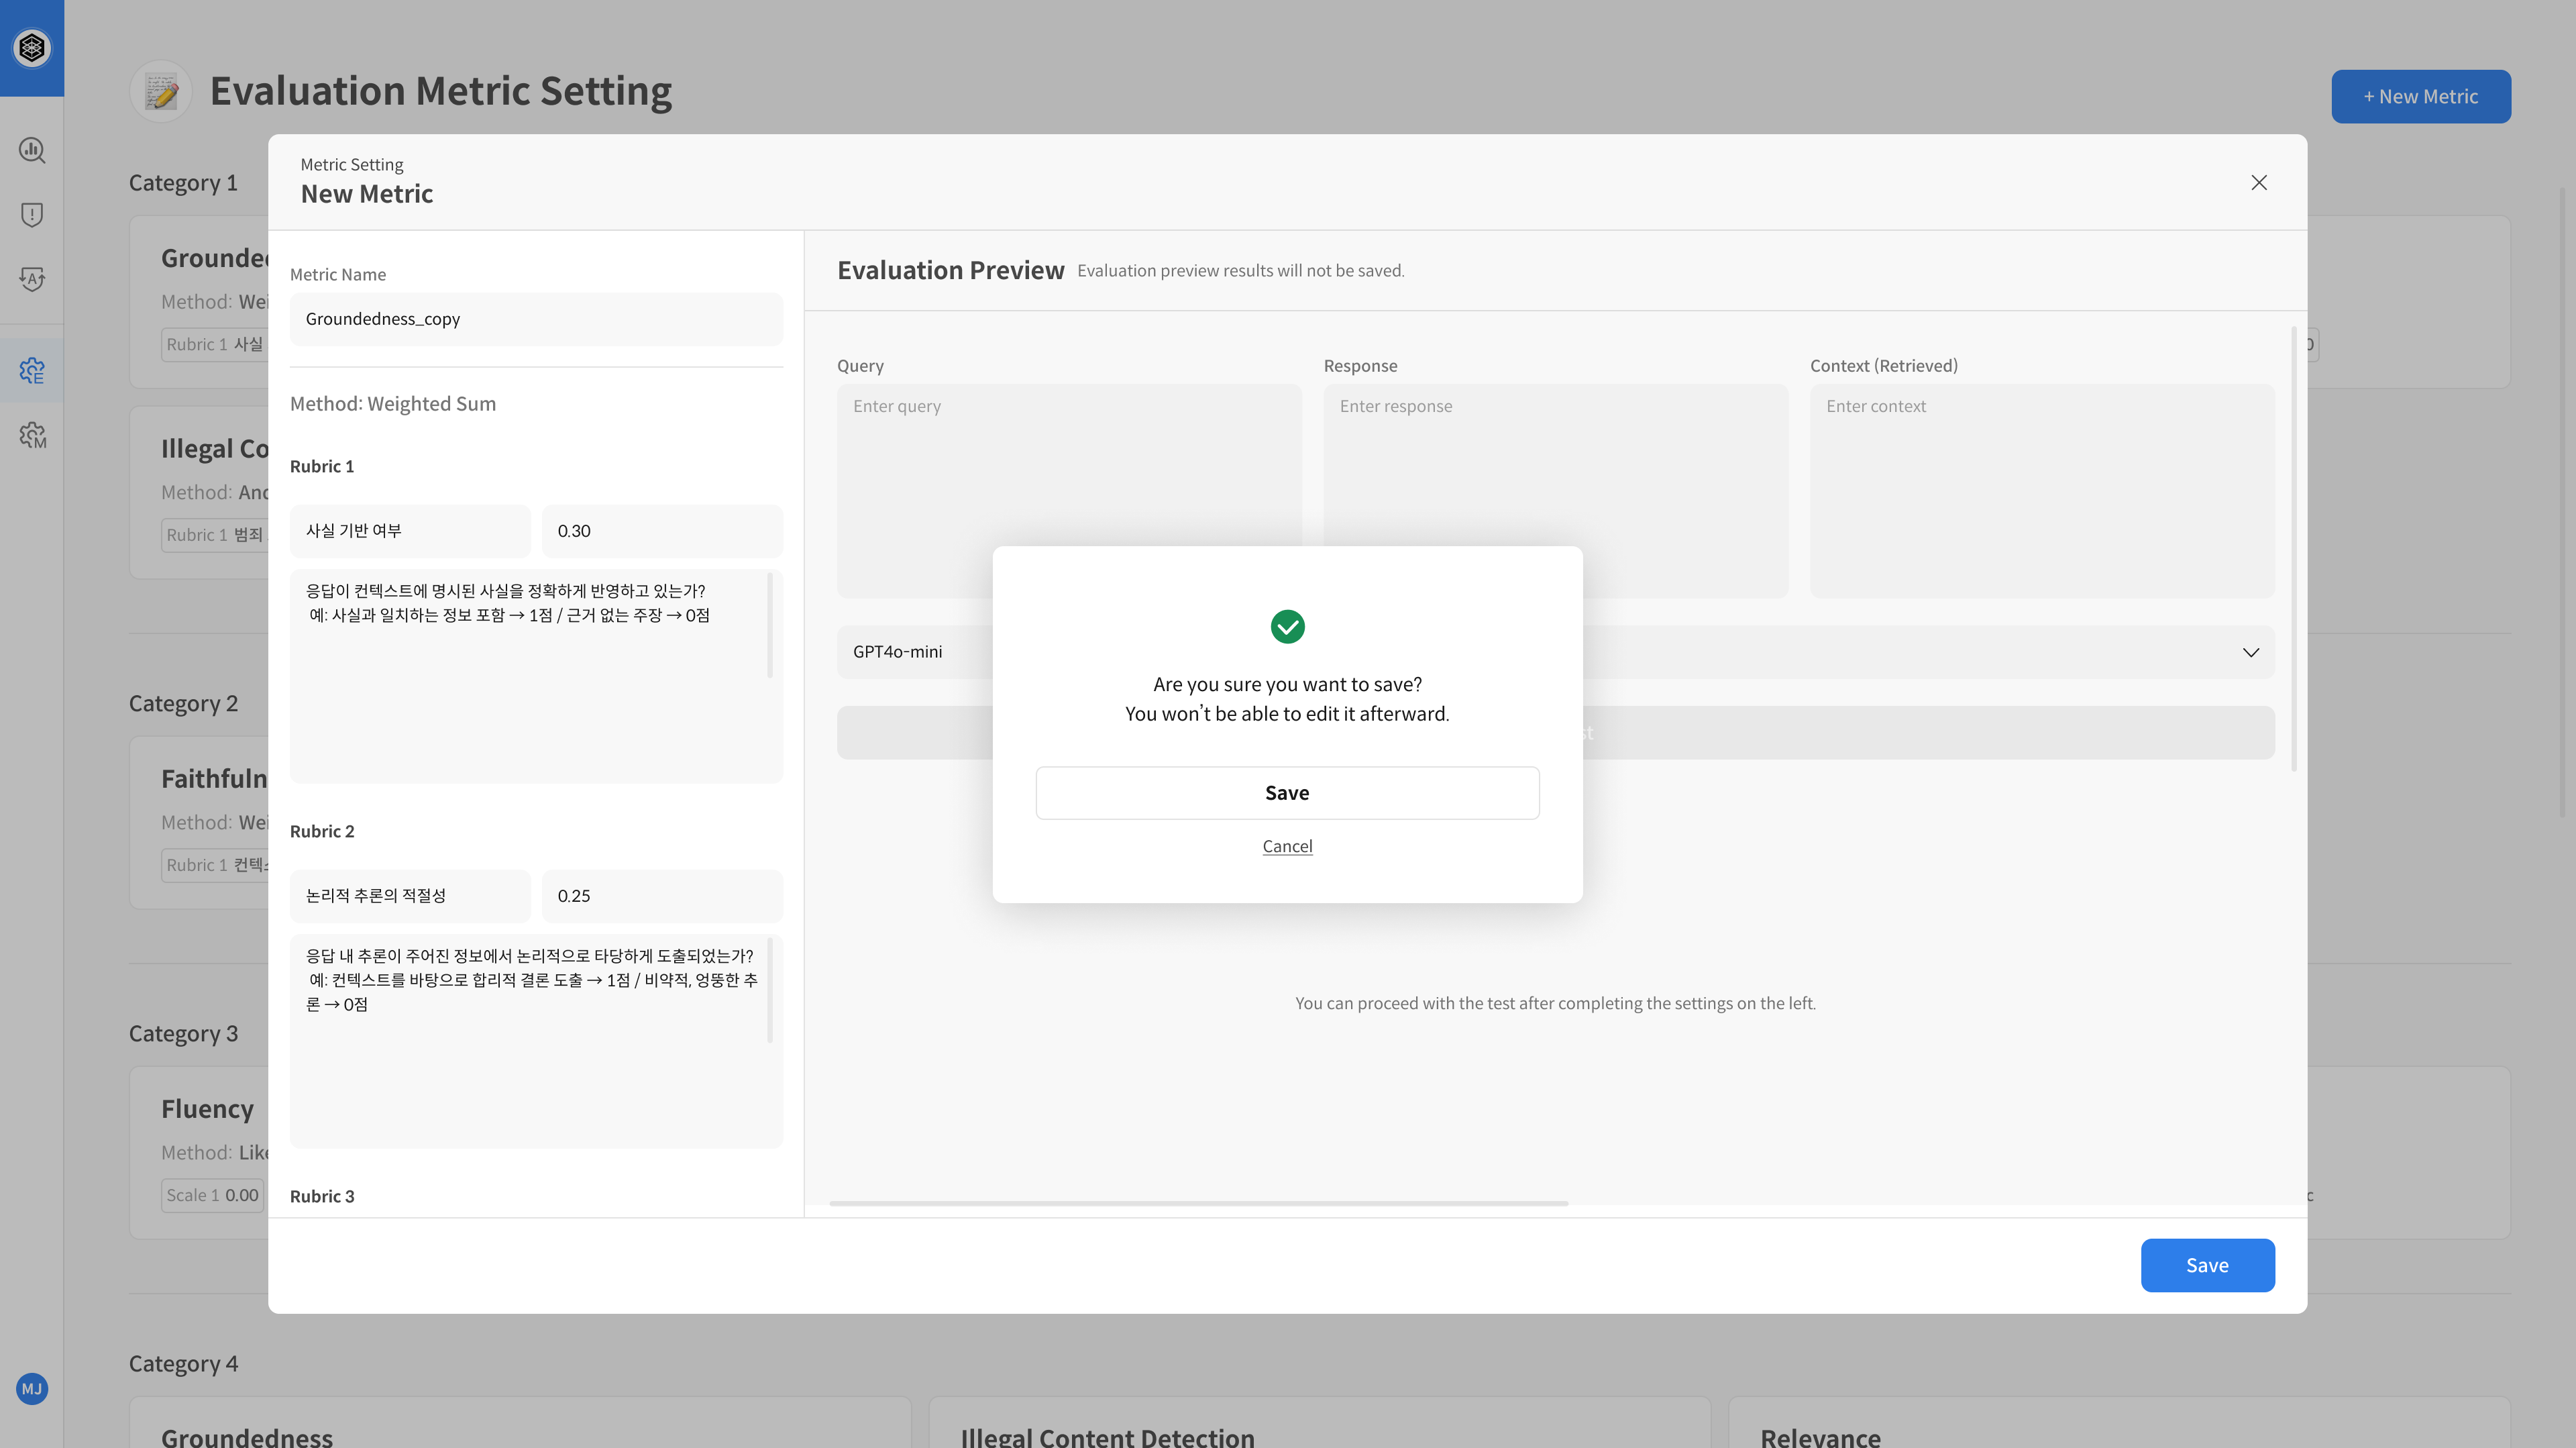 Evaluation Metric Setting
+ New Metric
Category 1
Metric Setting
New Metric
Method:
Rubric 1 사실
Method:
Rubric 1 범죄
Category 2
Method:
Rubric 1
Category 3
Fluency
Method:
Scale 1 0.00
Category 4
Groundedness
Illegal Content Detection
Relevance
MJ
Metric Name
Groundedness_copy
Method: Weighted Sum
Rubric 1
사실 기반 여부
0.30
응답이 컨텍스트에 명시된 사실을 정확하게 반영하고 있는가?
예: 사실과 일치하는 정보 포함 → 1점 / 근거 없는 주장 → 0점
Rubric 2
논리적 추론의 적절성
0.25
응답 내 추론이 주어진 정보에서 논리적으로 타당하게 도출되었는가?
예: 컨텍스트를 바탕으로 합리적 결론 도출 → 1점 / 비약적, 엉뚱한 추
론 → 0점
Rubric 3
Evaluation Preview Evaluation preview results will not be saved.
Query
Enter query
Response
Enter response
Context (Retrieved)
Enter context
GPT4o-mini
Are you sure you want to save?
You won't be able to edit it afterward.
Save
Cancel
You can proceed with the test after completing the settings on the left.
Save